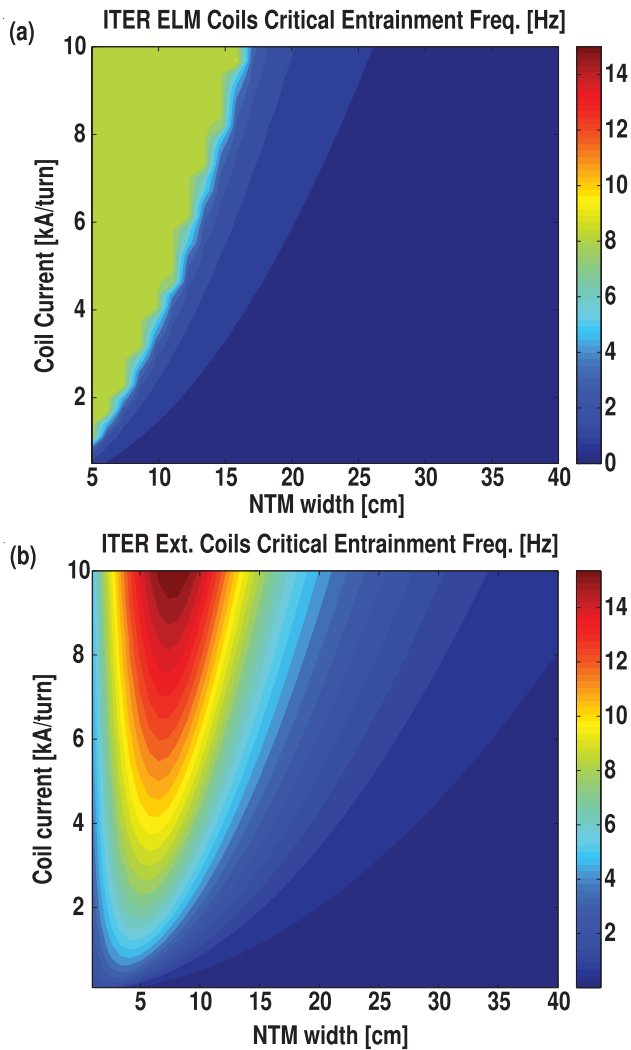 (a)
ITER ELM Coils Critical Entrainment Freq. [Hz]
10
8
6
4
2
Coil Current [kA/turn]
5 10 15 20 25 30 35 40
NTM width [cm]
14
12
10
8
6
4
2
0
(b)
ITER Ext. Coils Critical Entrainment Freq. [Hz]
10
8
6
4
2
Coil current [kA/turn]
5 10 15 20 25 30 35 40
NTM width [cm]
14
12
10
8
6
4
2